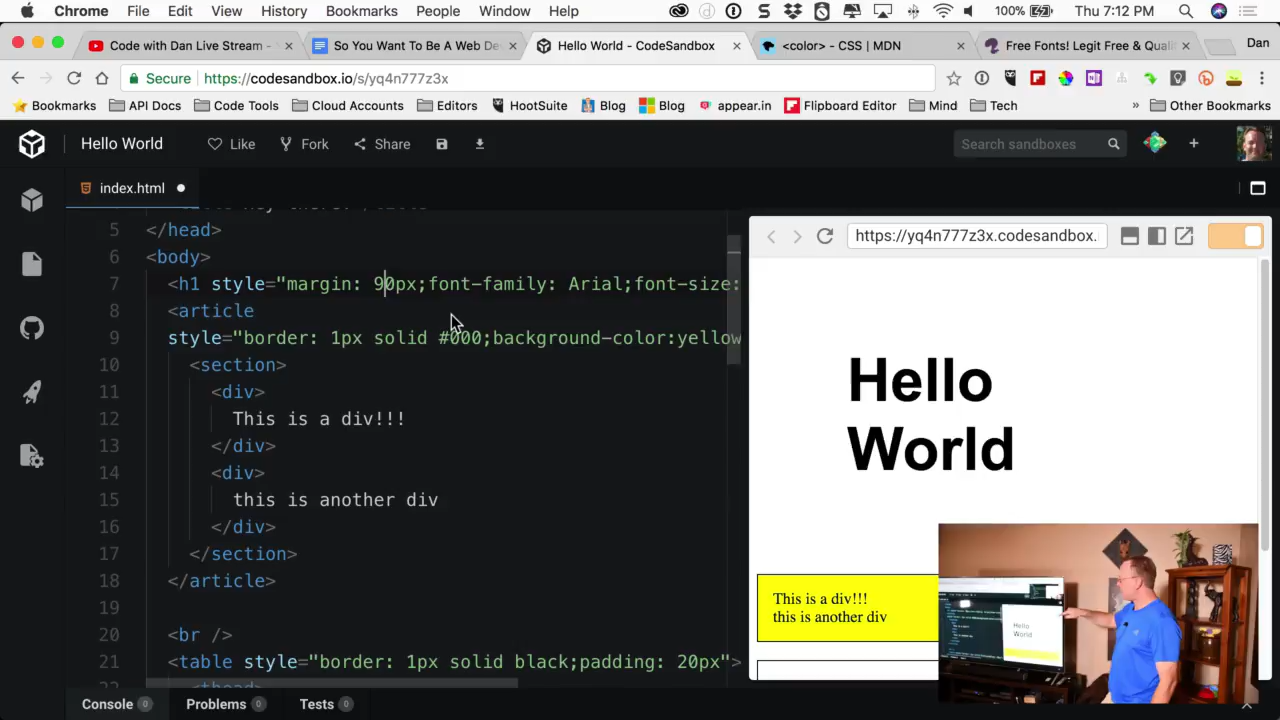 Chrome File Edit View History Bookmarks People Window Help 100% Thu 7:12 PM
Code with Dan Live Stream - So You Want To Be A Web De Hello World - CodeSandbox <color> - CSS | MDN Free Fonts! Legit Free & Quali Dan
Secure https://codesandbox.io/s/yq4n777z3x
Bookmarks API Docs Code Tools Cloud Accounts Editors HootSuite Blog Blog appear.in Flipboard Editor Mind Tech » Other Bookmarks
Hello World Like Fork Share Search sandboxes
index.html
5 </head>
6 <body>
7 <h1 style="margin: 90px;font-family: Arial;font-size:
8 <article
9 style="border: 1px solid #000;background-color:yellow
10 <section>
11 <div>
12 This is a div!!!
13 </div>
14 <div>
15 this is another div
16 </div>
17 </section>
18 </article>
19
20 <br />
21 <table style="border: 1px solid black;padding: 20px">
Console 0 Problems 0 Tests 0
https://yq4n777z3x.codesandbox.
Hello
World
This is a div!!!
this is another div
Hello
World